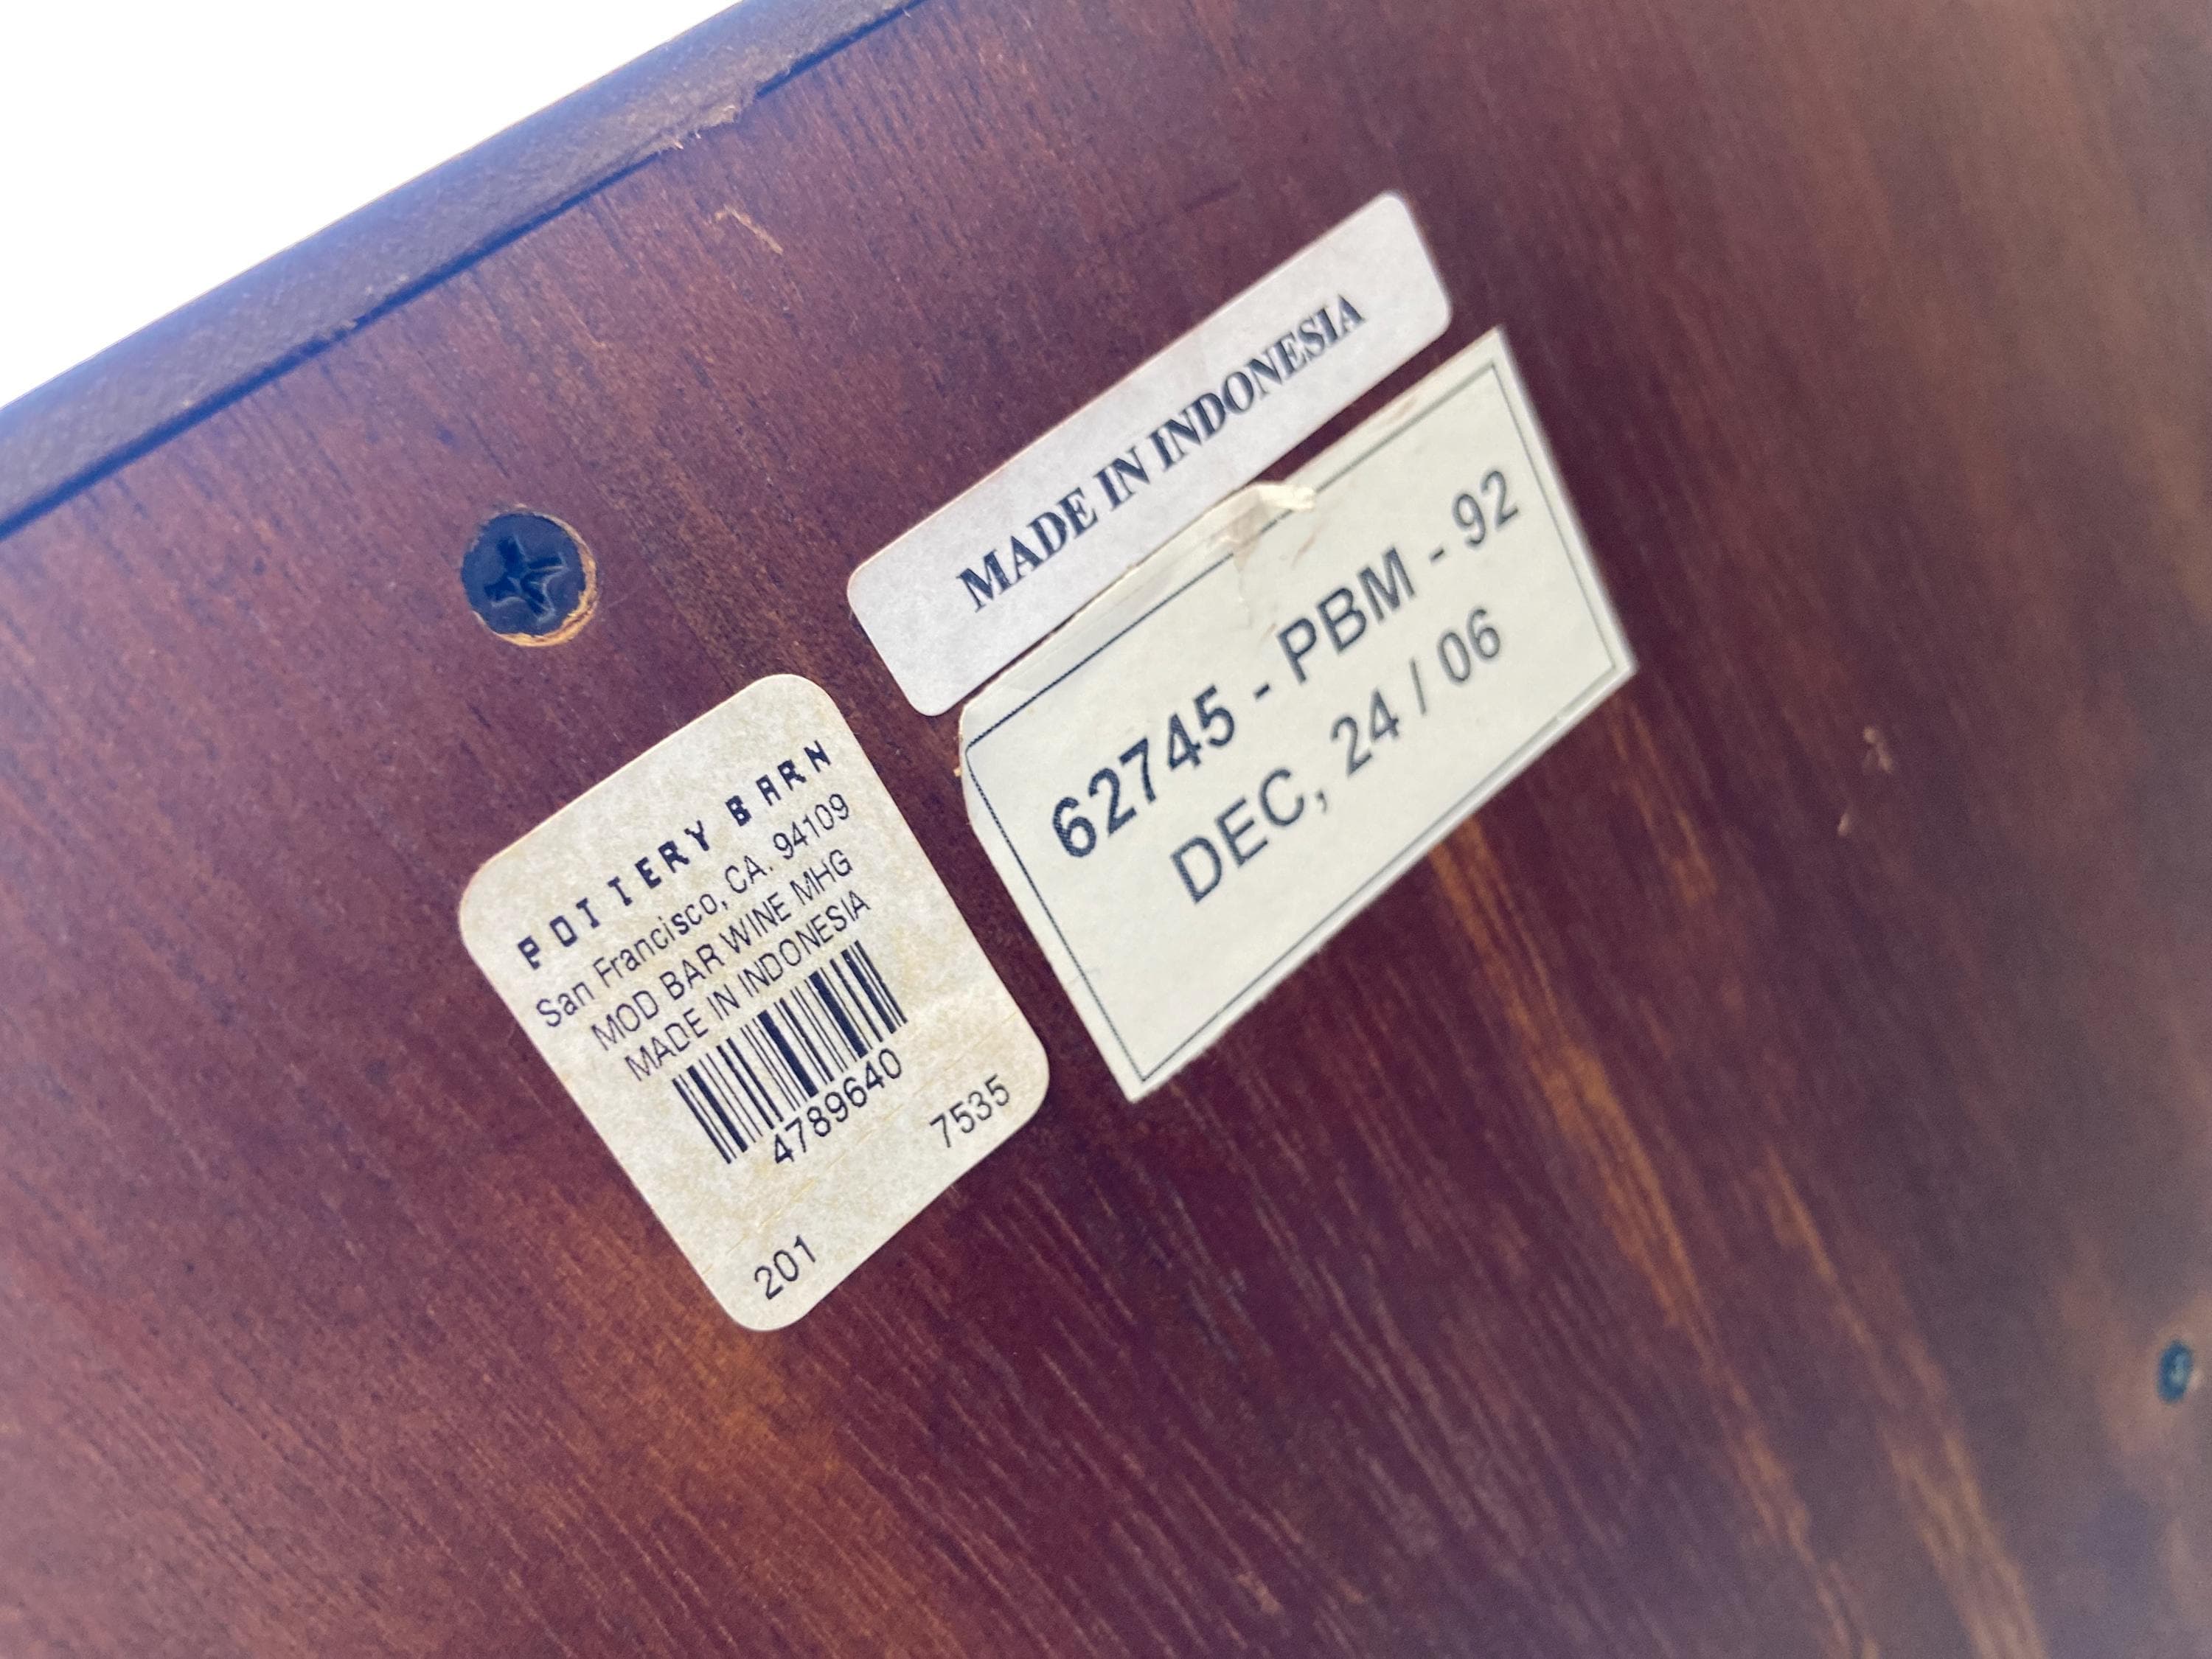 MADE IN INDONESIA
62745 - PBM - 92
DEC, 24 / 06
POTTERY BARN
San Francisco, CA. 94109
MOD BAR WINE MHG
MADE IN INDONESIA
4789640
7535
201